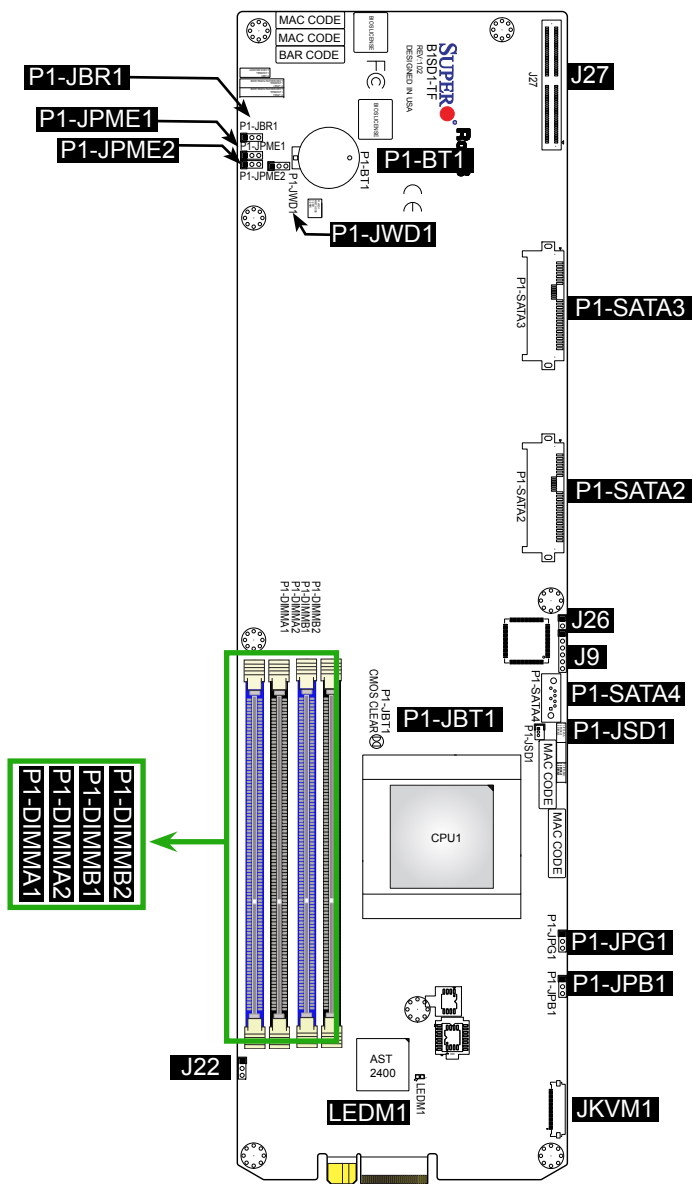 MAC CODE
MAC CODE
BAR CODE
BIOSLICENSE
BIOSLICENSE
SUPER
B1SD1-TF
REV:1.02
DESIGNED IN USA
FC
CE
J27
J27
P1-JBR1
P1-JPME1
P1-JPME2
P1-JBR1
P1-JPME1
P1-JPME2
P1-JWD1
P1-JWD1
P1-BT1
P1-BT1
P1-SATA3
P1-SATA3
P1-SATA2
P1-SATA2
P1-DIMMB2
P1-DIMMB1
P1-DIMMA2
P1-DIMMA1
J26
J9
P1-SATA4
P1-SATA4
P1-JBT1
CMOS CLEAR
P1-JBT1
P1-JSD1
P1-JSD1
MAC CODE
MAC CODE
CPU1
P1-DIMMB2
P1-DIMMB1
P1-DIMMA2
P1-DIMMA1
P1-JPG1
P1-JPG1
P1-JPB1
P1-JPB1
J22
AST
2400
LEDM1
LEDM1
JKVM1